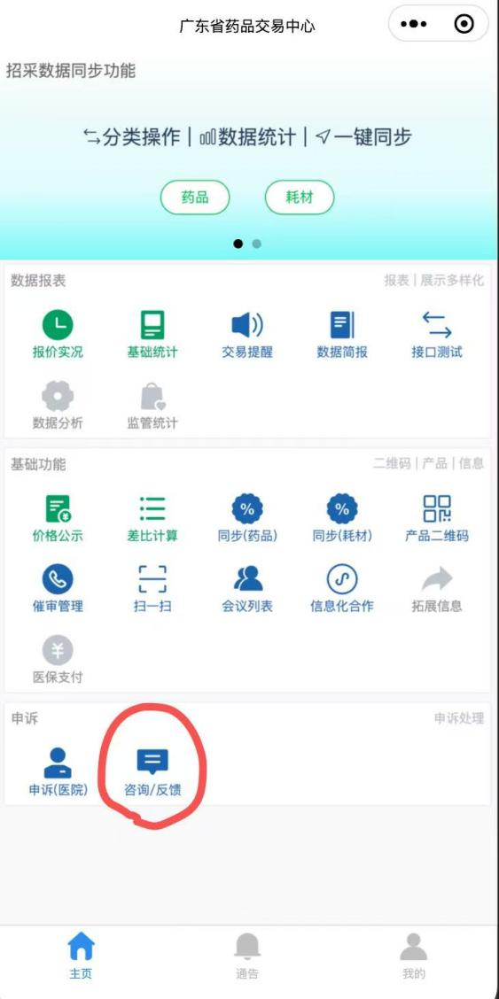 广东省药品交易中心
招采数据同步功能
分类操作 | 数据统计 | 一键同步
药品 耗材
数据报表 报表 | 展示多样化
报价实况 基础统计 交易提醒 数据简报 接口测试
数据分析 监管统计
基础功能 二维码 | 产品 | 信息
价格公示 差比计算 同步(药品) 同步(耗材) 产品二维码
催审管理 扫一扫 会议列表 信息化合作 拓展信息
医保支付
申诉 申诉处理
申诉(医院) 咨询/反馈
主页 通告 我的